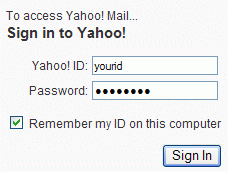 To access Yahoo! Mail...
Sign in to Yahoo!
Yahoo! ID: yourid
Password: ••••••••
Remember my ID on this computer
Sign In